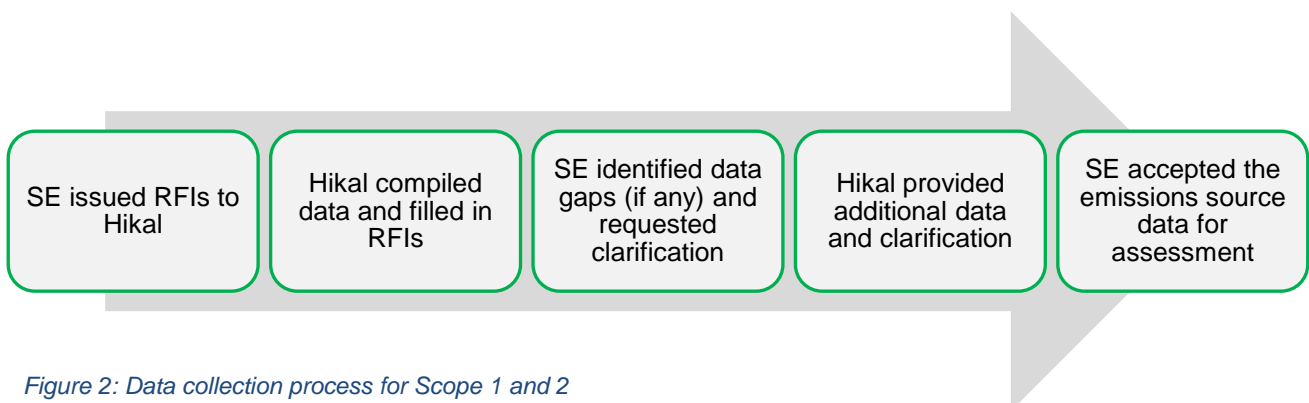 SE issued RFIs to
Hikal
Hikal compiled
data and filled in
RFIs
SE identified data
gaps (if any) and
requested
clarification
Hikal provided
additional data
and clarification
SE accepted the
emissions source
data for
assessment
Figure 2: Data collection process for Scope 1 and 2